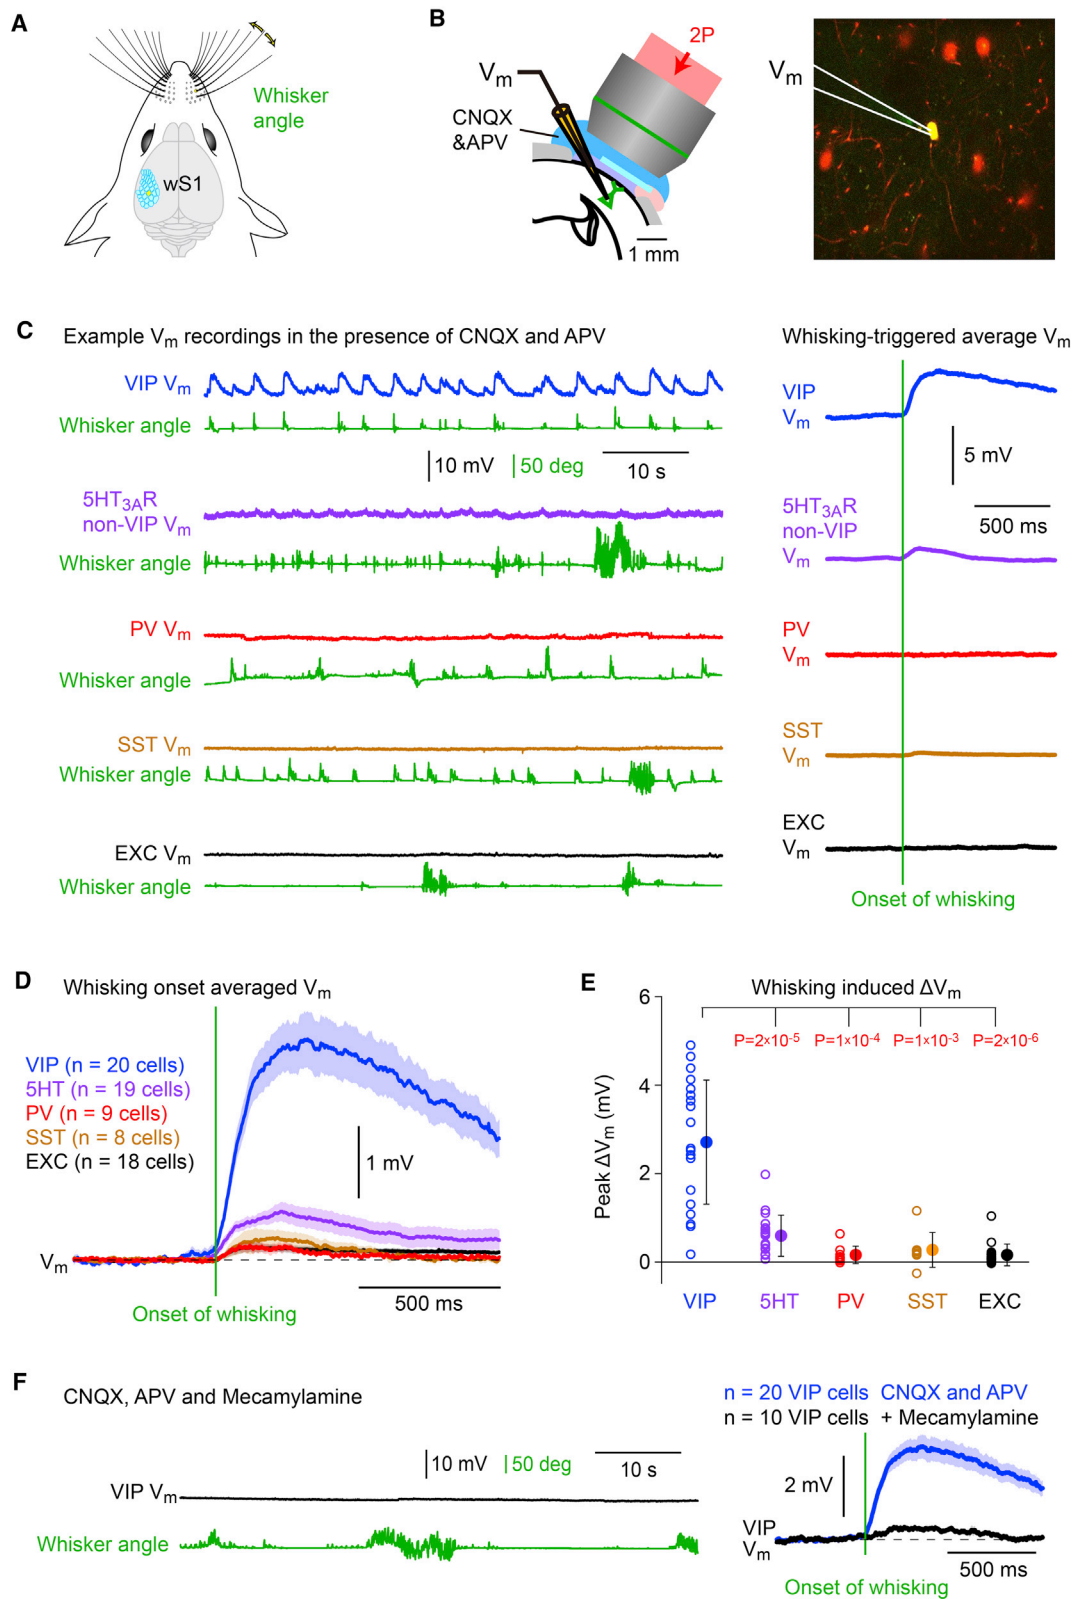 A
Whisker
angle
wS1
B
2P
Vm
CNQX
&APV
1 mm
Vm
C
Example Vm recordings in the presence of CNQX and APV
Whisking-triggered average Vm
VIP Vm
Whisker angle
10 mV
50 deg
10 s
5HT3AR
non-VIP Vm
Whisker angle
PV Vm
Whisker angle
SST Vm
Whisker angle
EXC Vm
Whisker angle
VIP
Vm
5 mV
500 ms
5HT3AR
non-VIP
Vm
PV
Vm
SST
Vm
EXC
Vm
Onset of whisking
D
Whisking onset averaged Vm
VIP (n = 20 cells)
5HT (n = 19 cells)
PV (n = 9 cells)
SST (n = 8 cells)
EXC (n = 18 cells)
1 mV
Vm
500 ms
Onset of whisking
E
Whisking induced ΔVm
P=2x10-5
P=1x10-4
P=1x10-3
P=2x10-6
Peak ΔVm (mV)
6
4
2
0
VIP
5HT
PV
SST
EXC
F
CNQX, APV and Mecamylamine
10 mV
50 deg
10 s
VIP Vm
Whisker angle
n = 20 VIP cells CNQX and APV
n = 10 VIP cells + Mecamylamine
2 mV
VIP
Vm
500 ms
Onset of whisking